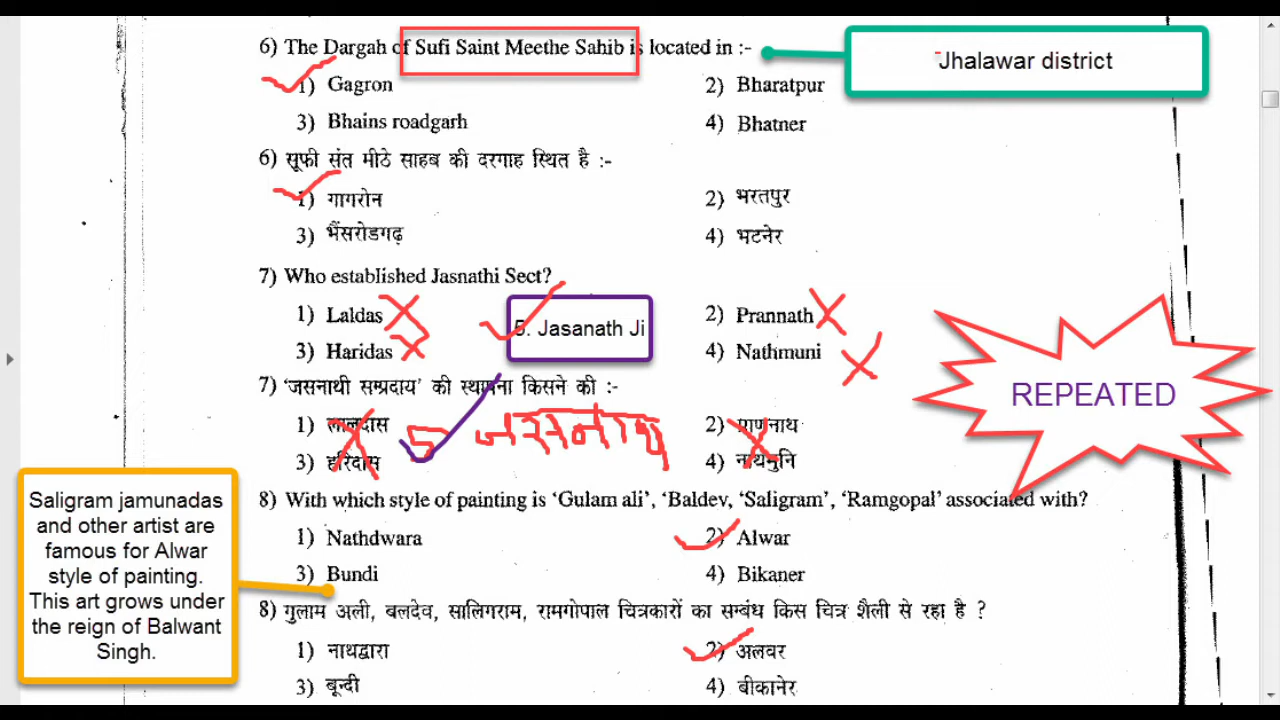 6) The Dargah of Sufi Saint Meethe Sahib is located in :-
Jhalawar district
1) Gagron
2) Bharatpur
3) Bhains roadgarh
4) Bhatner
6) सूफी संत मीठे साहब की दरगाह स्थित है :-
1) गागरोन
2) भरतपुर
3) भैंसरोडगढ़
4) भटनेर
7) Who established Jasnathi Sect?
1) Laldas
2) Prannath
5. Jasanath Ji
3) Haridas
4) Nathmuni
REPEATED
7) 'जसनाथी सम्प्रदाय' की स्थापना किसने की :-
1) लालदास
2) प्राणनाथ
5 जसनाथ
3) हरिदास
4) नाथमुनि
Saligram jamunadas
and other artist are
famous for Alwar
style of painting.
This art grows under
the reign of Balwant
Singh.
8) With which style of painting is 'Gulam ali', 'Baldev, 'Saligram', 'Ramgopal' associated with?
1) Nathdwara
2) Alwar
3) Bundi
4) Bikaner
8) गुलाम अली, बलदेव, सालिगराम, रामगोपाल चित्रकारों का सम्बंध किस चित्र शैली से रहा है ?
1) नाथद्वारा
2) अलवर
3) बून्दी
4) बीकानेर